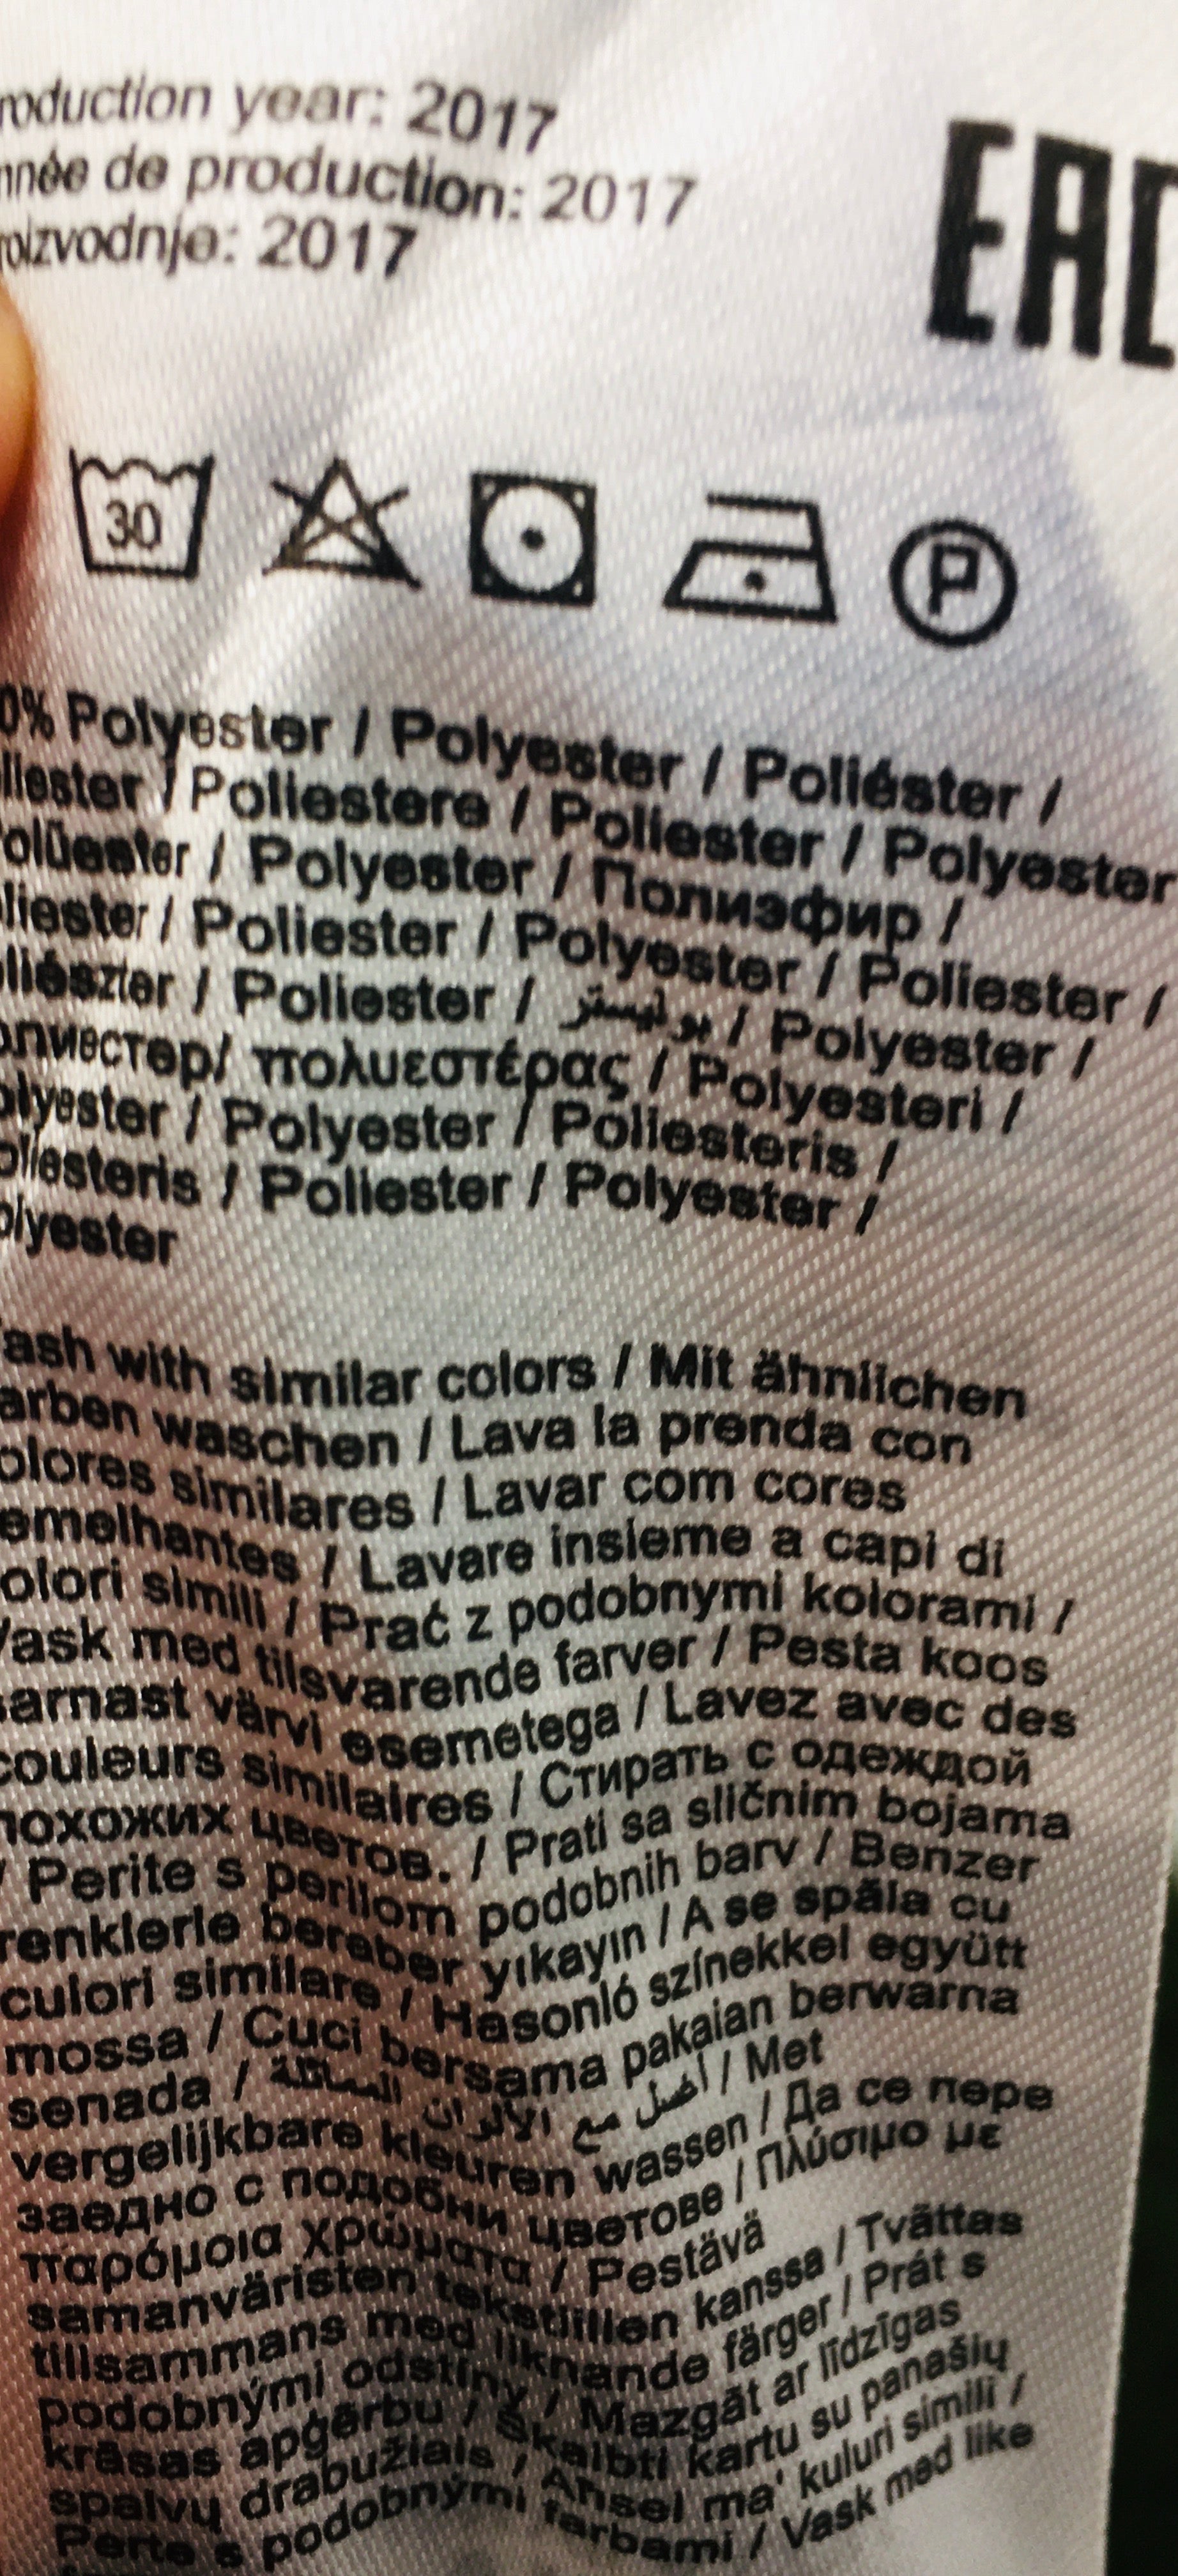 roduction year: 2017
nnée de production: 2017
roizvodnje: 2017
EAC
30
P
0% Polyester / Polyester / Poliéster /
liester / Poliestere / Poliester / Polyester
olüester / Polyester / Полиэфир /
liester / Poliester / Polyester / Poliester /
liészter / Poliester / بوليستر / Polyester /
олиестер/ πολυεστέρας / Polyesteri /
olyester / Polyester / Poliesteris /
oliesteris / Poliester / Polyester /
olyester
ash with similar colors / Mit ähnlichen
arben waschen / Lava la prenda con
olores similares / Lavar com cores
emelhantes / Lavare insieme a capi di
olori simili / Prać z podobnymi kolorami /
Vask med tilsvarende farver / Pesta koos
sarnast värvi esemetega / Lavez avec des
couleurs similaires / Стирать с одеждой
похожих цветов. / Prati sa sličnim bojama
/ Perite s perilom podobnih barv / Benzer
renklerle beraber yıkayın / A se spăla cu
culori similare / Hasonló színekkel együtt
mossa / Cuci bersama pakaian berwarna
senada / اغسل مع الألوان المماثلة / Met
vergelijkbare kleuren wassen / Да се пере
заедно с подобни цветове / Πλύσιμο με
παρόμοια χρώματα / Pestävä
samanväristen tekstiilien kanssa / Tvättas
tillsammans med liknande färger / Prát s
podobnými odstíny / Mazgāt ar līdzīgas
krāsas apģērbu / Skalbti kartu su panašių
spalvų drabužiais / Aħsel ma' kuluri simili /
Perte s podobnými farbami / Vask med like